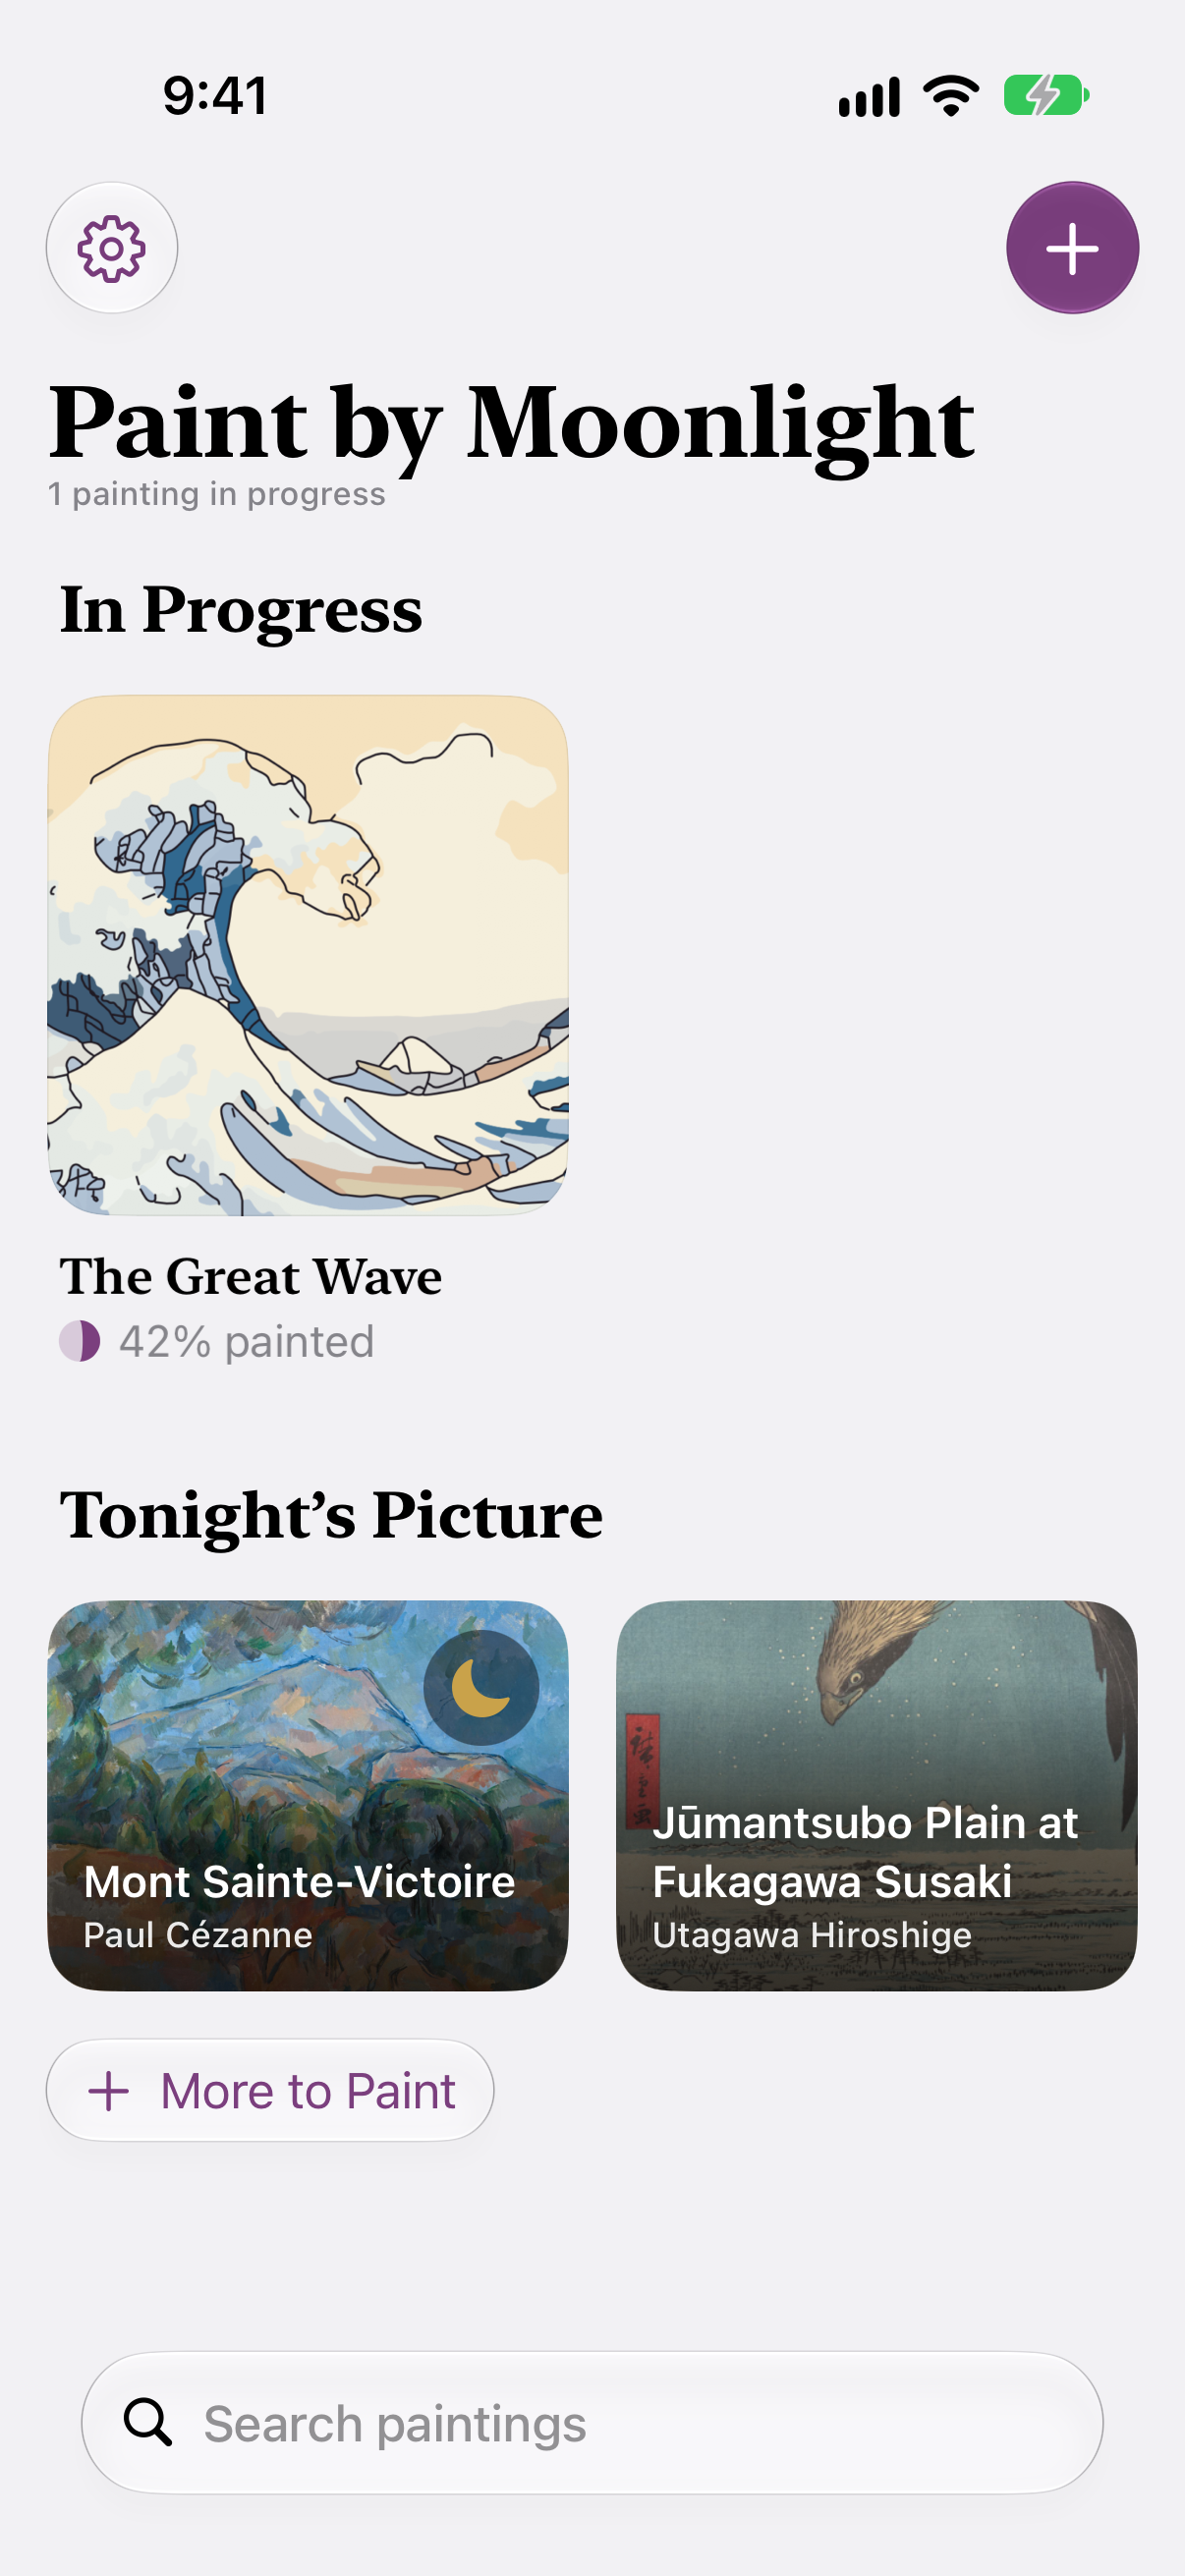 9:41
Paint by Moonlight
1 painting in progress
In Progress
The Great Wave
42% painted
Tonight’s Picture
Mont Sainte-Victoire
Paul Cézanne
Jūmantsubo Plain at
Fukagawa Susaki
Utagawa Hiroshige
More to Paint
Search paintings